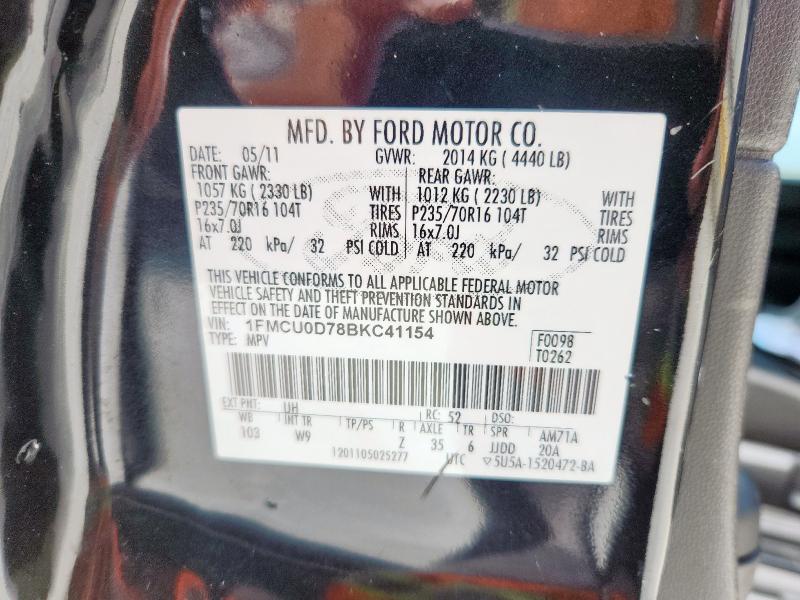 MFD. BY FORD MOTOR CO.
DATE: 05/11 GVWR: 2014 KG ( 4440 LB)
FRONT GAWR: REAR GAWR:
1057 KG ( 2330 LB) WITH 1012 KG ( 2230 LB) WITH
P235/70R16 104T TIRES P235/70R16 104T TIRES
16x7.0J RIMS 16x7.0J RIMS
AT 220 kPa/ 32 PSI COLD AT 220 kPa/ 32 PSI COLD
THIS VEHICLE CONFORMS TO ALL APPLICABLE FEDERAL MOTOR
VEHICLE SAFETY AND THEFT PREVENTION STANDARDS IN
EFFECT ON THE DATE OF MANUFACTURE SHOWN ABOVE.
VIN: 1FMCU0D78BKC41154
TYPE: MPV F0098
T0262
EXT PNT: UH RC: 52 DSO:
WB INT TR TP/PS R AXLE TR SPR AM71A
103 W9 Z 35 6 JJDD 20A
1201105025277 UTC ▽5U5A-1520472-BA